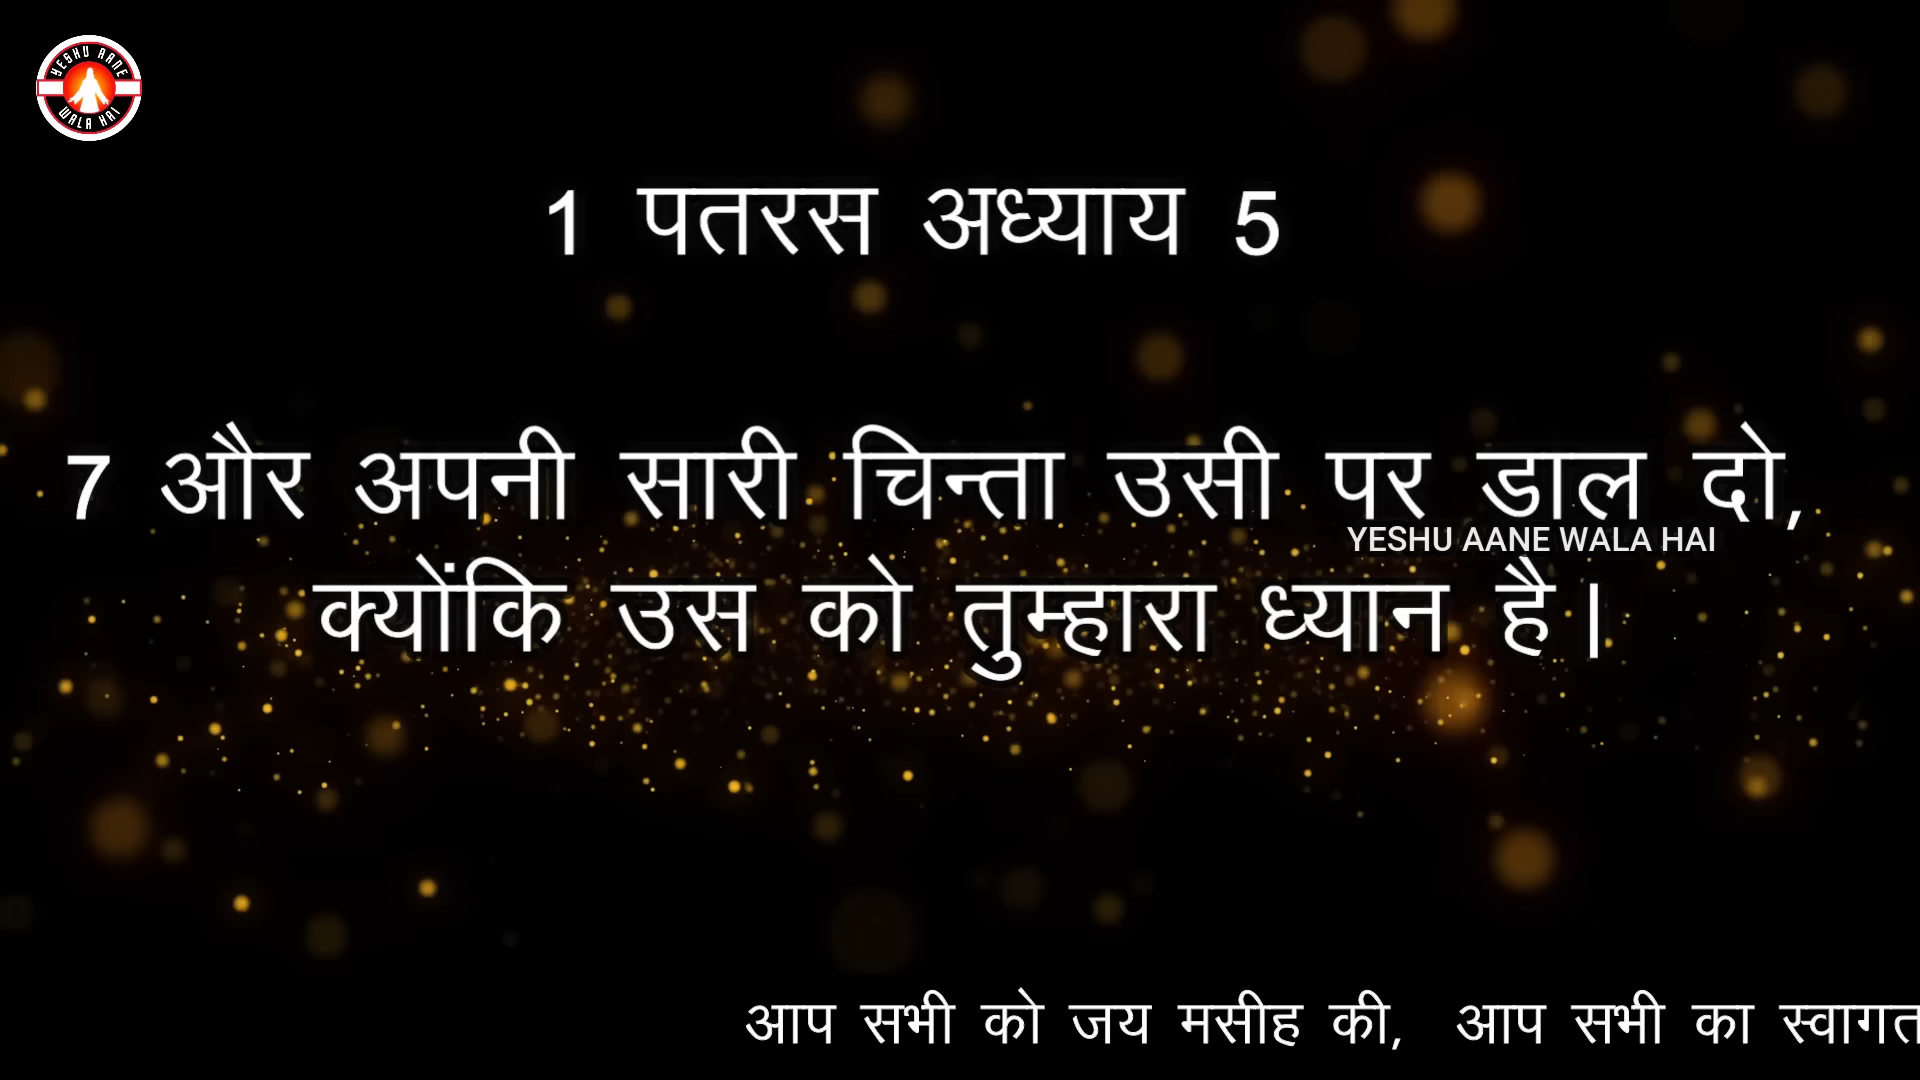 YESHU AANE
WALA HAI
1 पतरस अध्याय 5
7 और अपनी सारी चिन्ता उसी पर डाल दो,
YESHU AANE WALA HAI
क्योंकि उस को तुम्हारा ध्यान है।
आप सभी को जय मसीह की, आप सभी का स्वागत